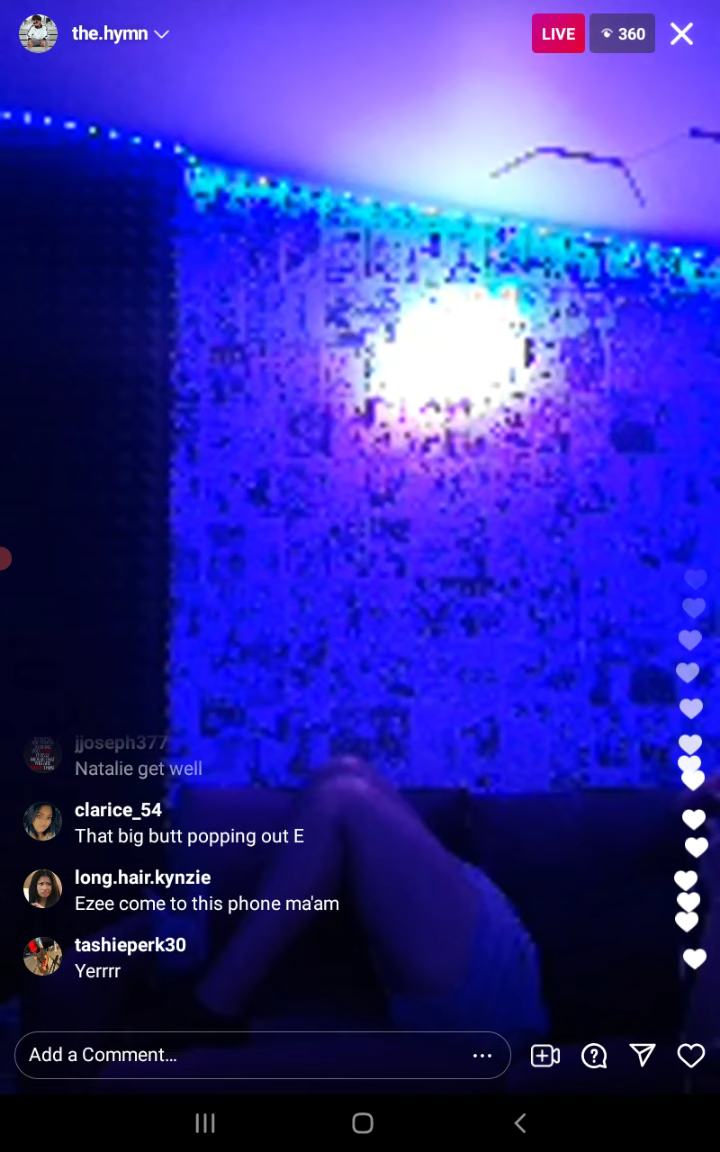 the.hymn
LIVE
360
jjoseph377
Natalie get well
clarice_54
That big butt popping out E
long.hair.kynzie
Ezee come to this phone ma'am
tashieperk30
Yerrrr
Add a Comment…